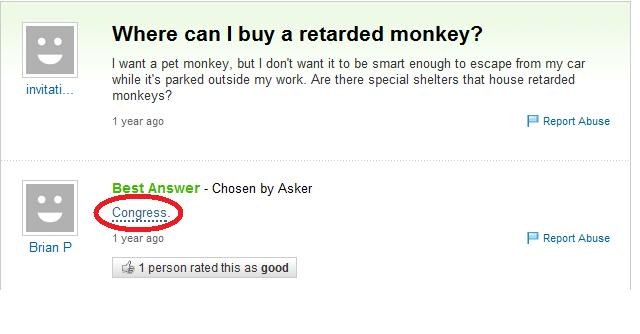 Where can I buy a retarded monkey?
I want a pet monkey, but I don't want it to be smart enough to escape from my car
while it's parked outside my work. Are there special shelters that house retarded
monkeys?
invitati...
1 year ago
Report Abuse
Best Answer - Chosen by Asker
Congress.
1 year ago
Report Abuse
Brian P
1 person rated this as good